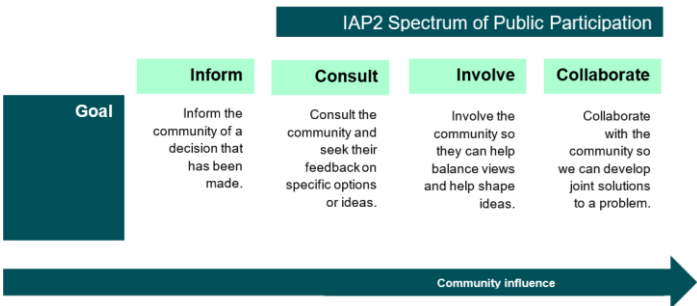 IAP2 Spectrum of Public Participation
Inform
Consult
Involve
Collaborate
Goal
Inform the
community of a
decision that
has been
made.
Consult the
community and
seek their
feedback on
specific options
or ideas.
Involve the
community so
they can help
balance views
and help shape
ideas.
Collaborate
with the
community so
we can develop
joint solutions
to a problem.
Community influence